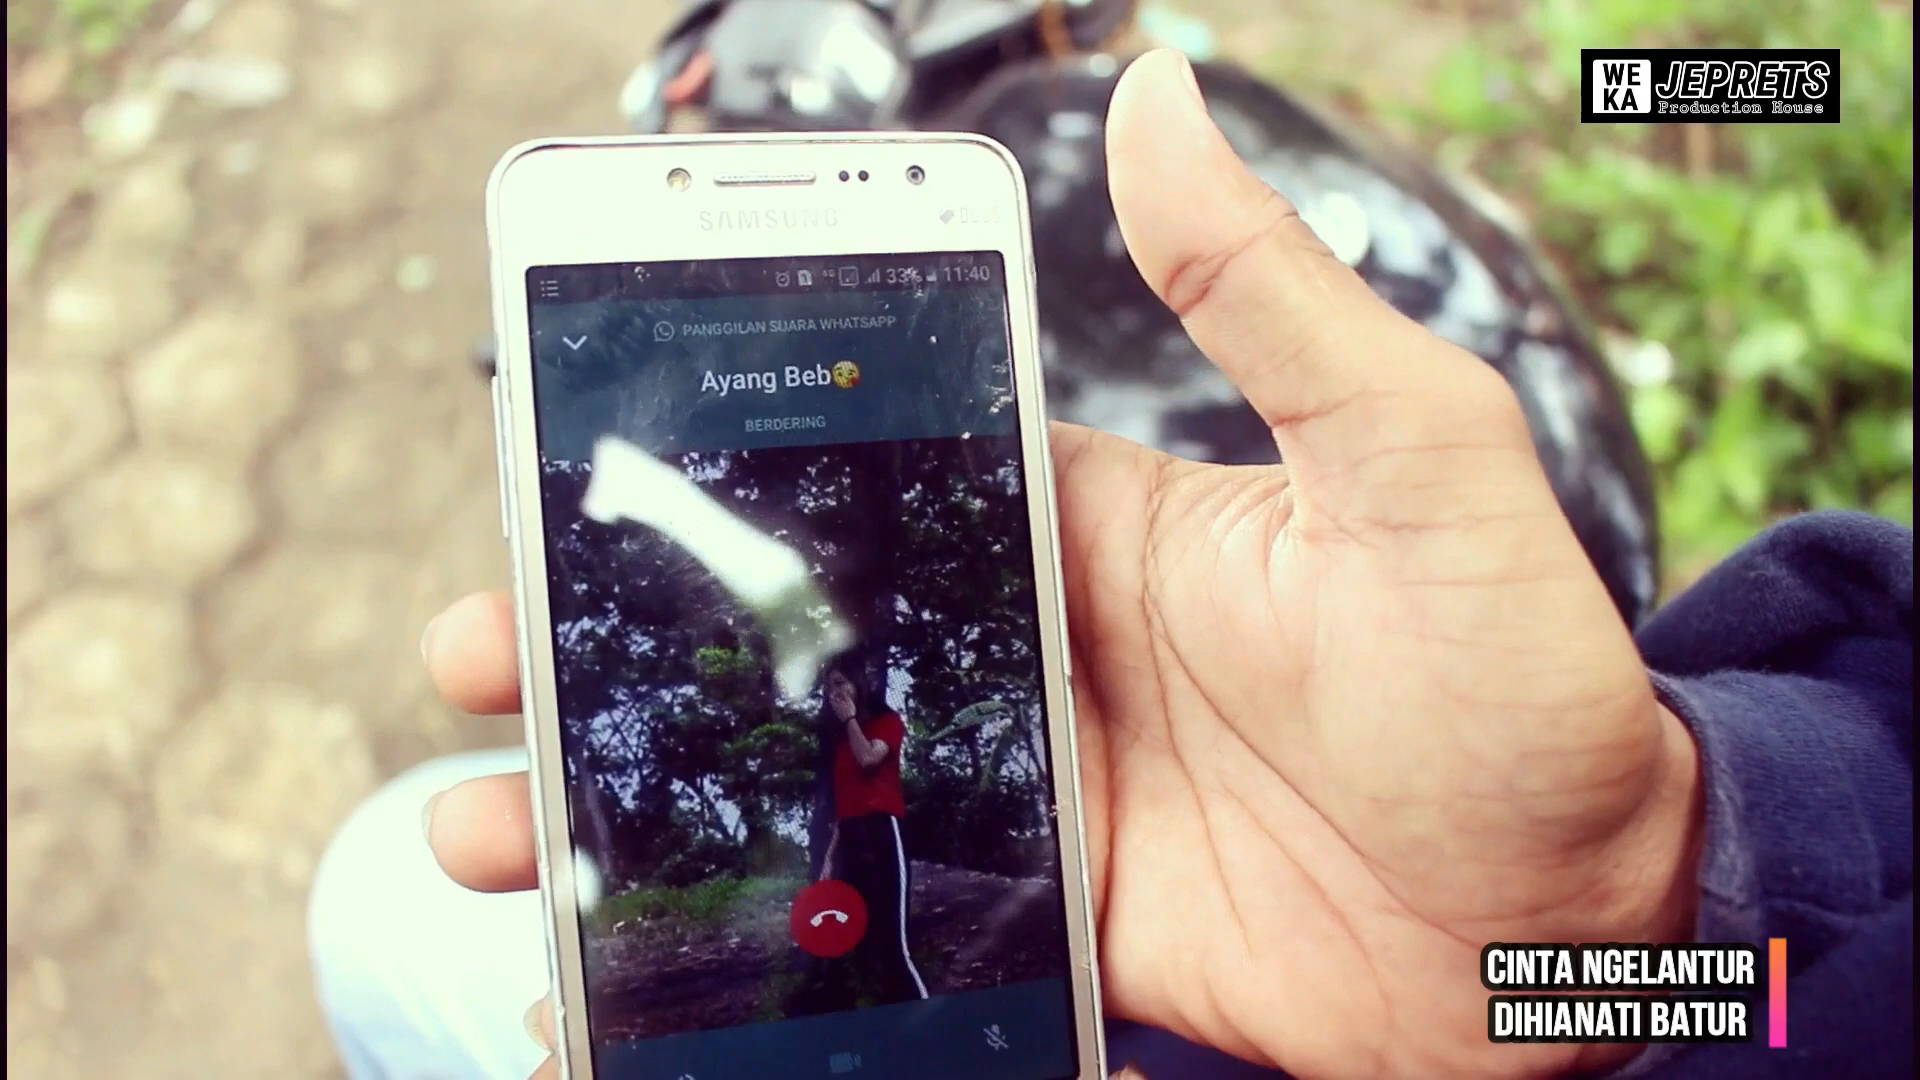 WE
KA
JEPRETS
Production House
SAMSUNG
DUOS
33% 11:40
PANGGILAN SUARA WHATSAPP
Ayang Beb
BERDERING
CINTA NGELANTUR
DIHIANATI BATUR